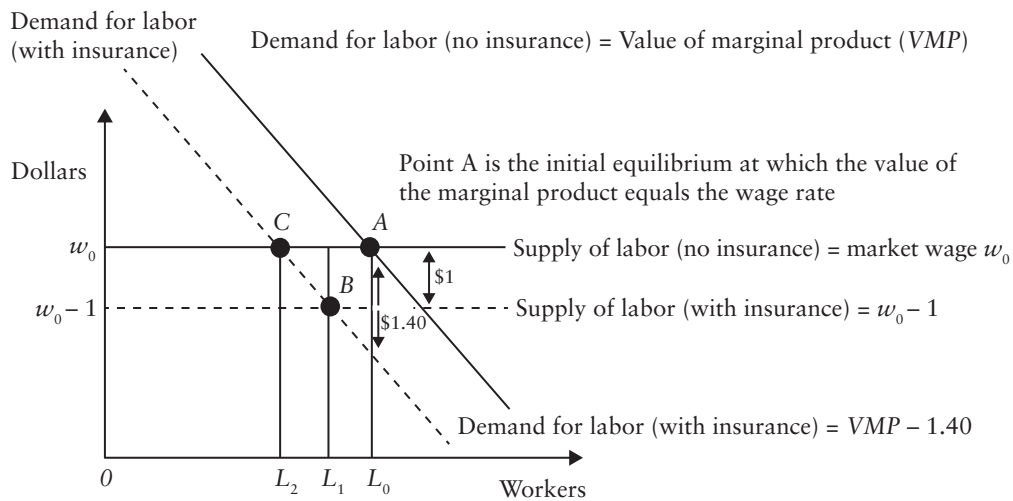 Demand for labor
(with insurance)
Demand for labor (no insurance) = Value of marginal product (VMP)
Dollars
Point A is the initial equilibrium at which the value of
the marginal product equals the wage rate
C
A
w₀
Supply of labor (no insurance) = market wage w₀
$1
B
w₀ – 1
Supply of labor (with insurance) = w₀ – 1
$1.40
Demand for labor (with insurance) = VMP – 1.40
0
L₂
L₁
L₀
Workers